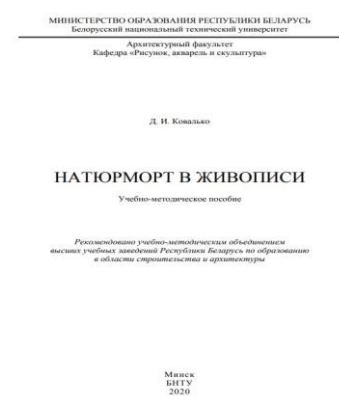 МИНИСТЕРСТВО ОБРАЗОВАНИЯ РЕСПУБЛИКИ БЕЛАРУСЬ
Белорусский национальный технический университет
Архитектурный факультет
Кафедра «Рисунок, акварель и скульптура»
Д. И. Ковалько
НАТЮРМОРТ В ЖИВОПИСИ
Учебно-методическое пособие
Рекомендовано учебно-методическим объединением
высших учебных заведений Республики Беларусь по образованию
в области строительства и архитектуры
Минск
БНТУ
2020